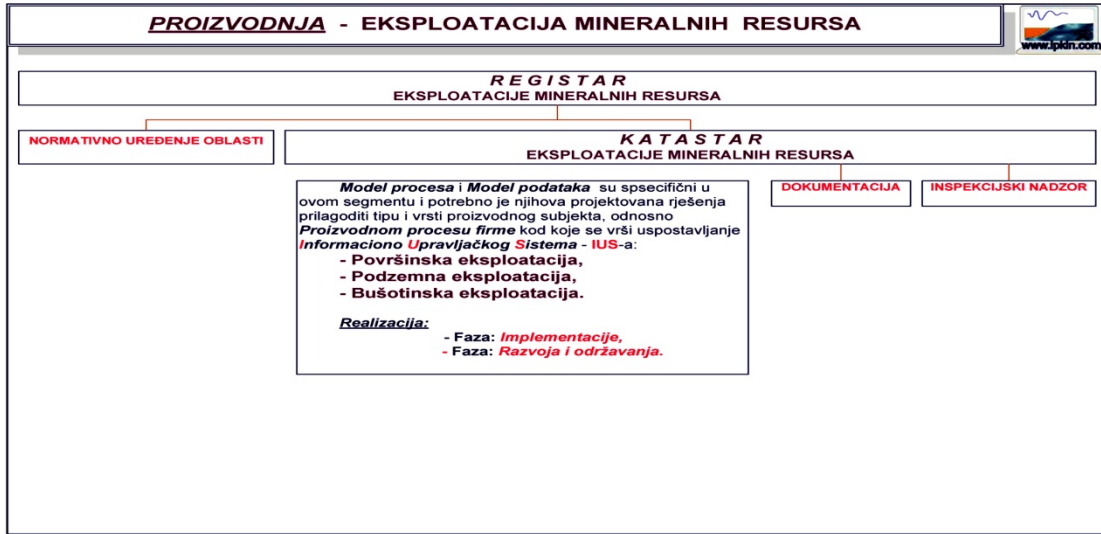 PROIZVODNJA - EKSPLOATACIJA MINERALNIH RESURSA
www.ipkin.com
REGISTAR
EKSPLOATACIJE MINERALNIH RESURSA
NORMATIVNO UREĐENJE OBLASTI
KATASTAR
EKSPLOATACIJE MINERALNIH RESURSA
Model procesa i Model podataka su spsecifični u
ovom segmentu i potrebno je njihova projektovana rješenja
prilagoditi tipu i vrsti proizvodnog subjekta, odnosno
Proizvodnom procesu firme kod koje se vrši uspostavljanje
Informaciono Upravljačkog Sistema - IUS-a:
- Površinska eksploatacija,
- Podzemna eksploatacija,
- Bušotinska eksploatacija.
Realizacija:
- Faza: Implementacije,
- Faza: Razvoja i održavanja.
DOKUMENTACIJA
INSPEKCIJSKI NADZOR